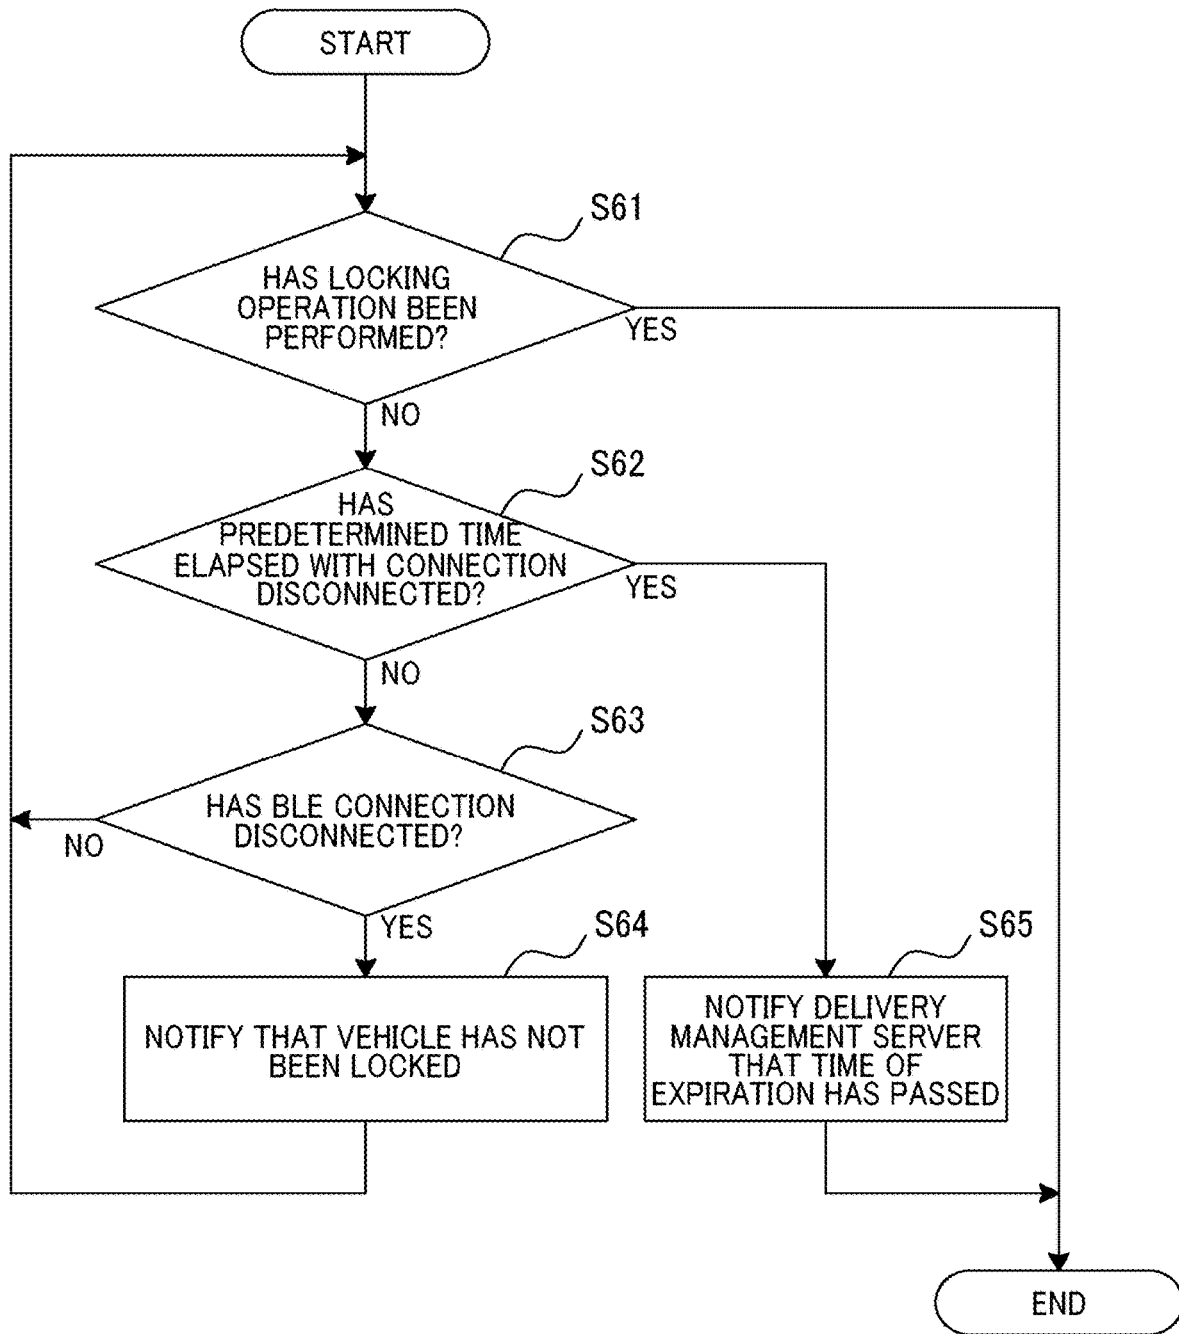 START
S61
HAS LOCKING
OPERATION BEEN
PERFORMED?
YES
NO
S62
HAS
PREDETERMINED TIME
ELAPSED WITH CONNECTION
DISCONNECTED?
YES
NO
S63
HAS BLE CONNECTION
DISCONNECTED?
NO
YES
S64
NOTIFY THAT VEHICLE HAS NOT
BEEN LOCKED
S65
NOTIFY DELIVERY
MANAGEMENT SERVER
THAT TIME OF
EXPIRATION HAS PASSED
END